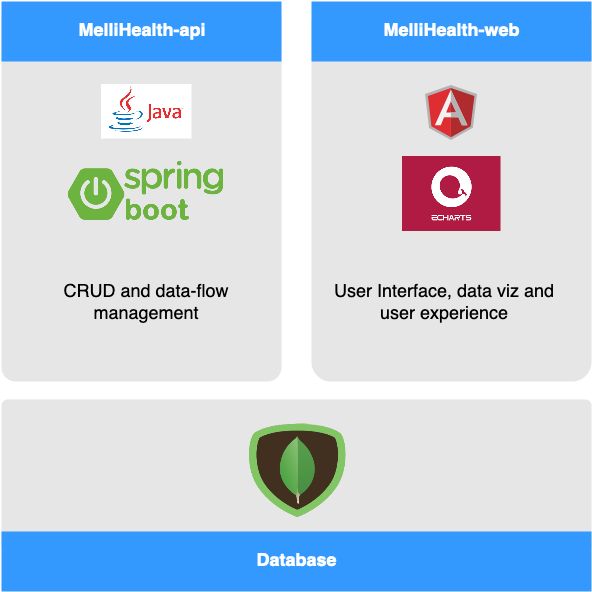 MelliHealth-api
Java
spring
boot
CRUD and data-flow
management
MelliHealth-web
A
ECHARTS
User Interface, data viz and
user experience
Database